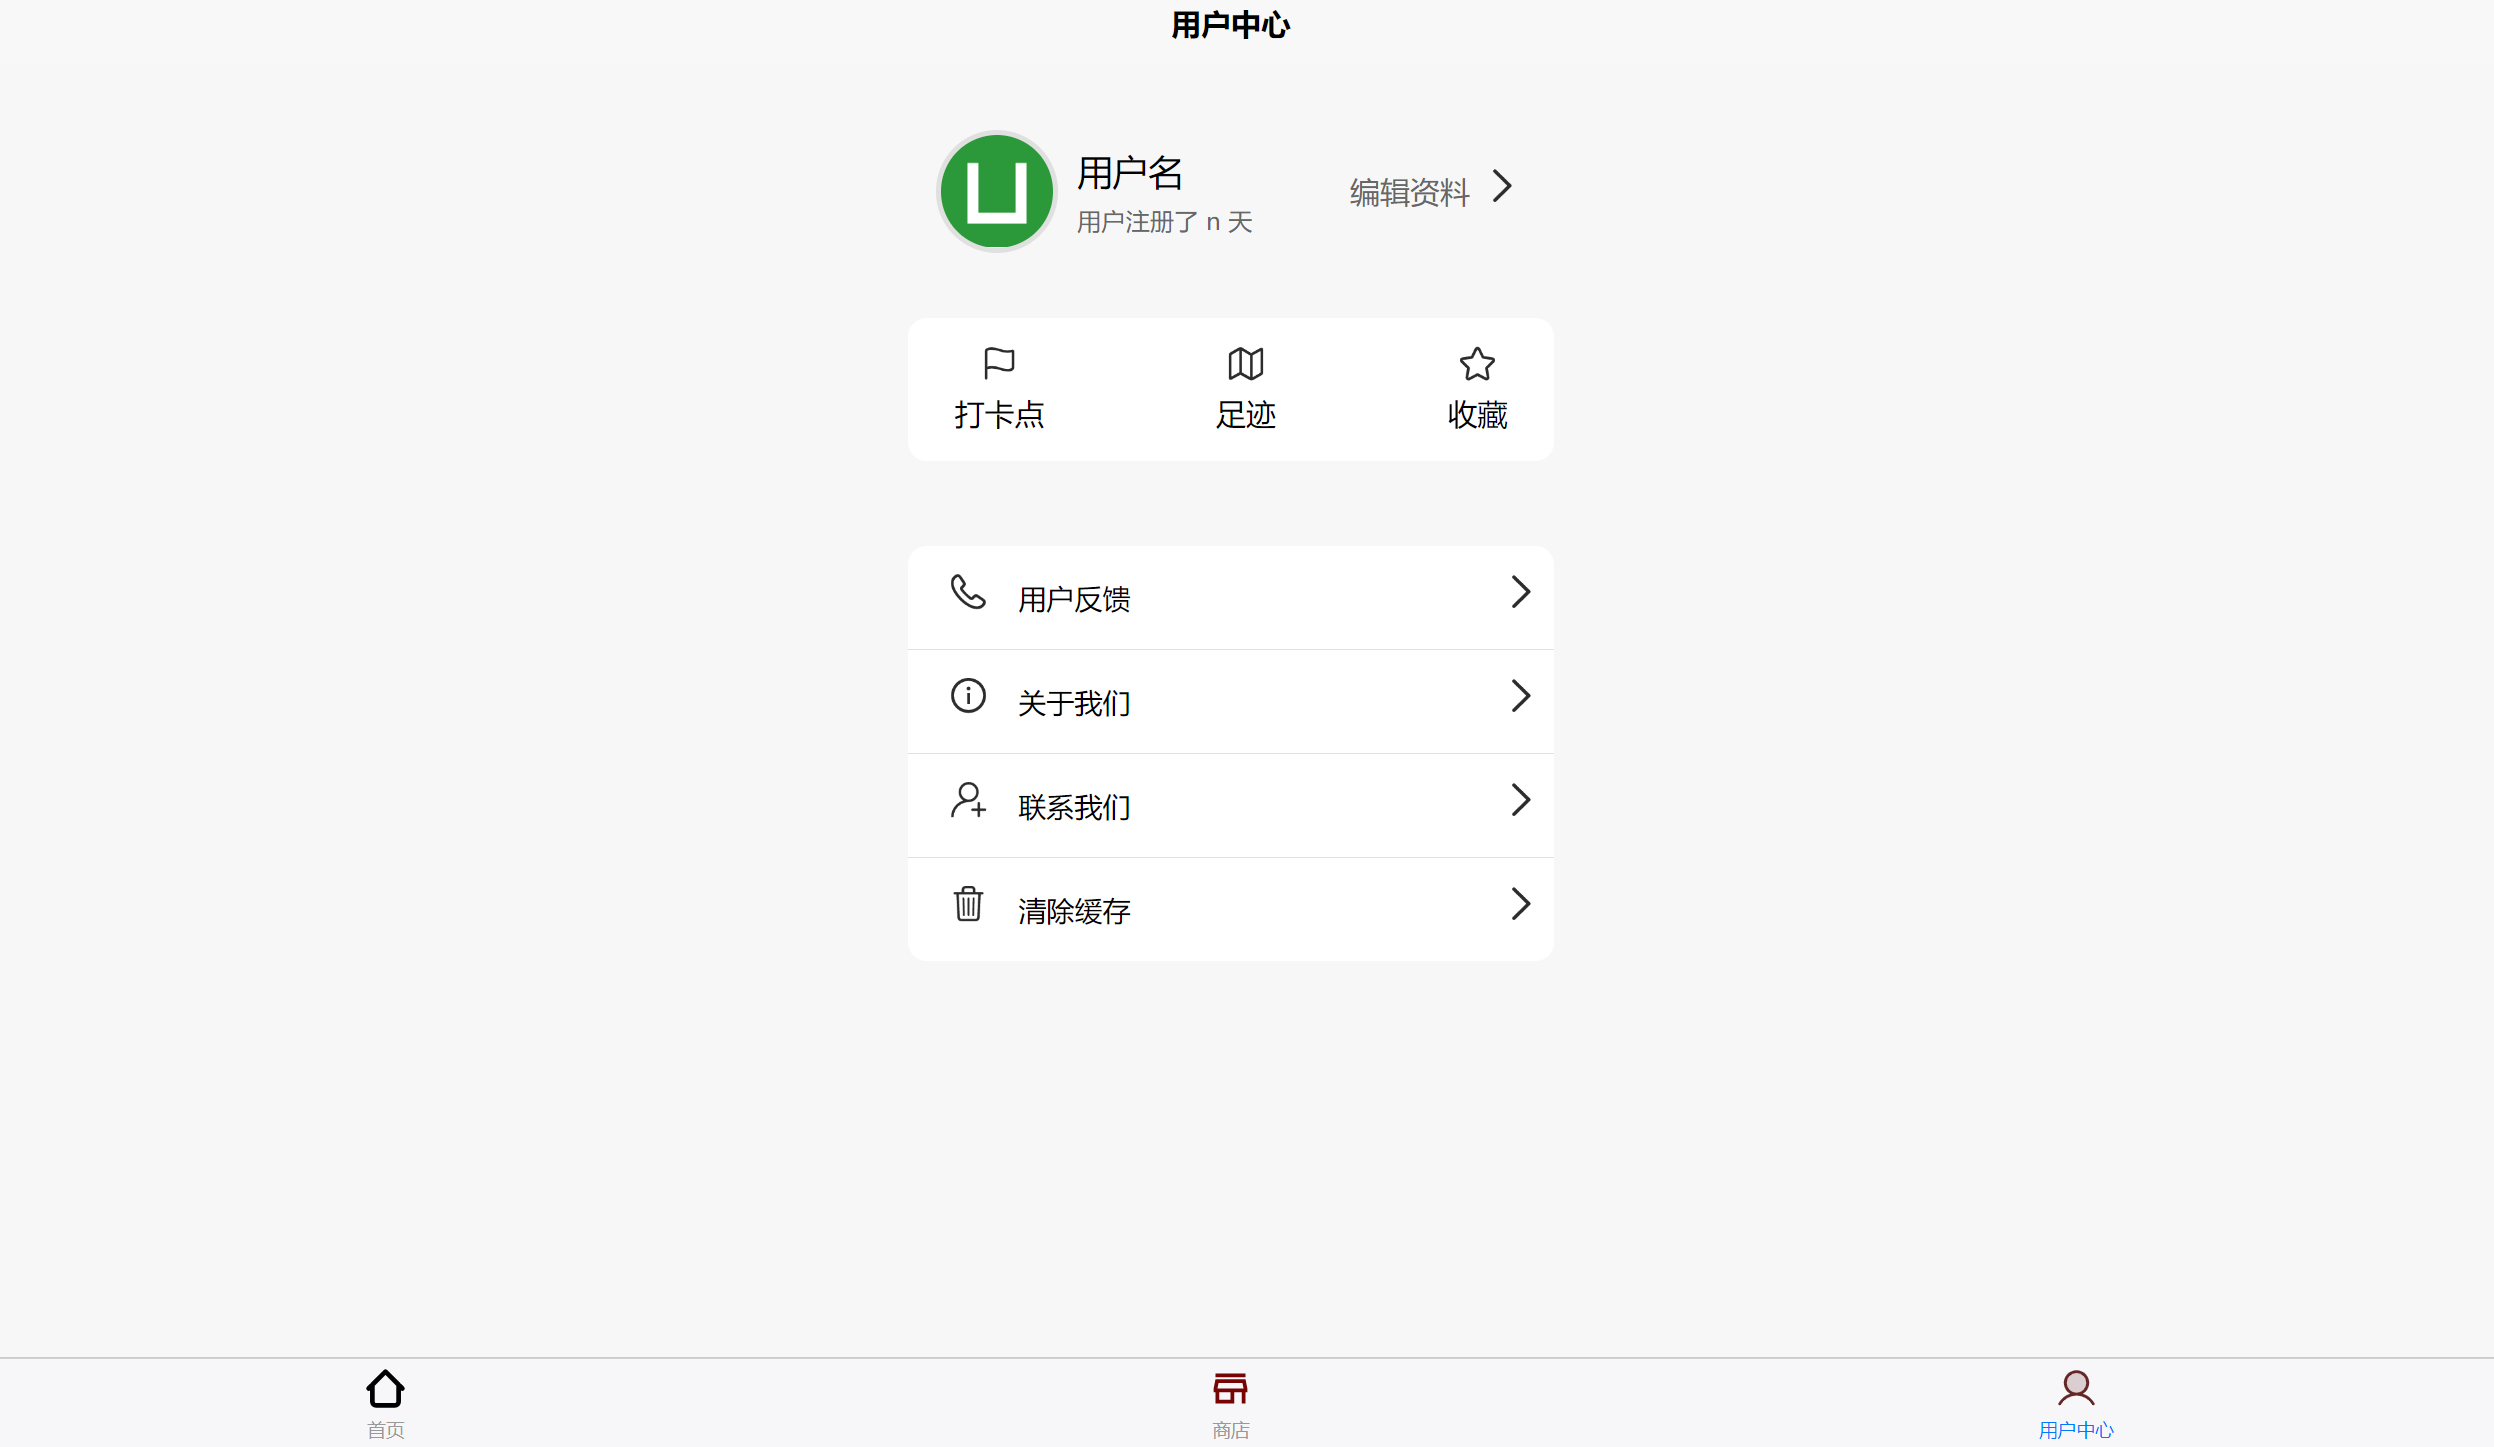 用户中心
用户名
用户注册了 n 天
编辑资料
打卡点
足迹
收藏
用户反馈
关于我们
联系我们
清除缓存
首页
商店
用户中心